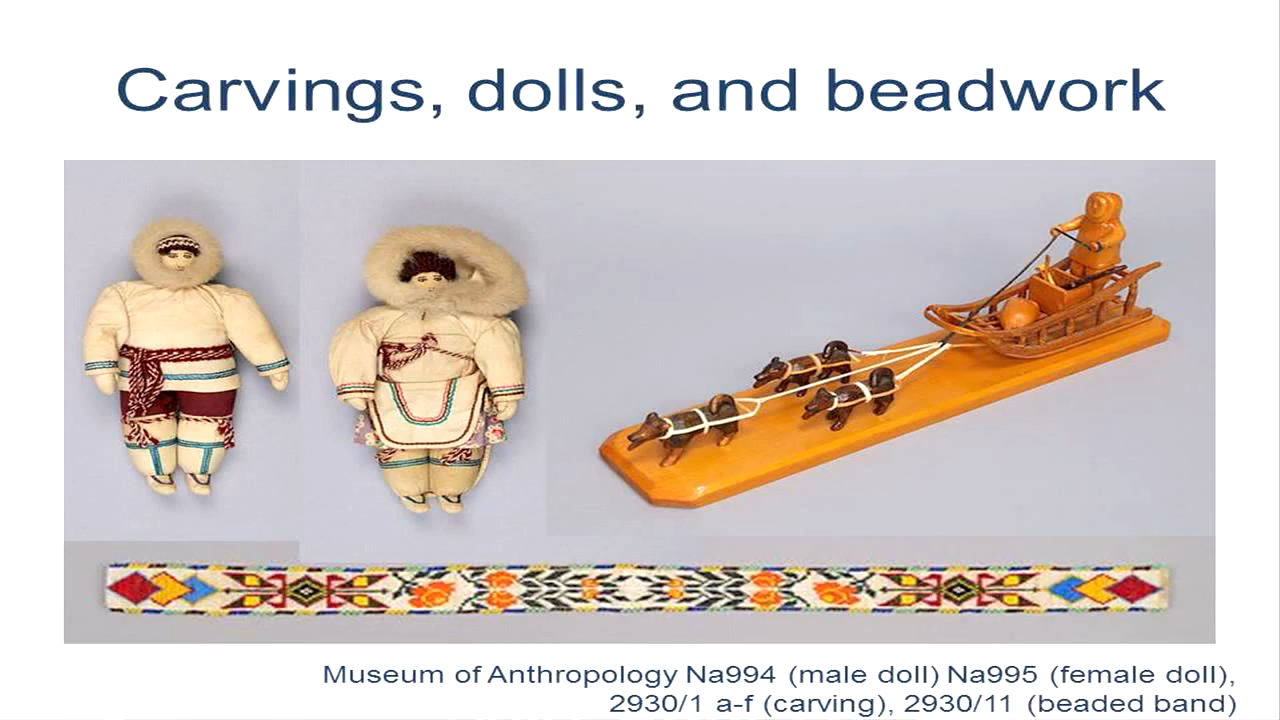 Carvings, dolls, and beadwork
Museum of Anthropology Na994 (male doll) Na995 (female doll),
2930/1 a-f (carving), 2930/11 (beaded band)